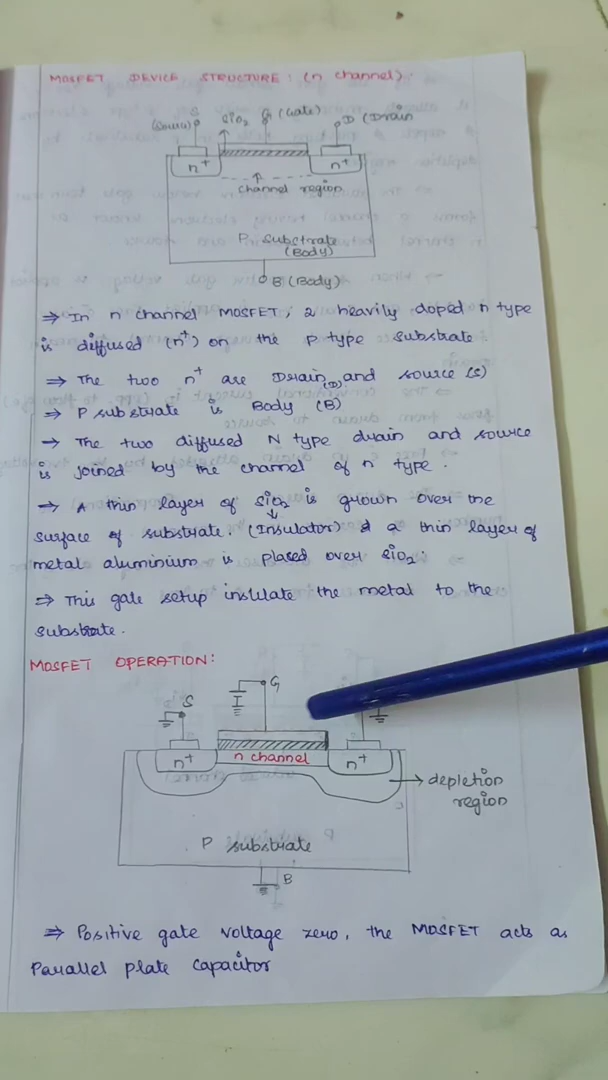 MOSFET DEVICE STRUCTURE: (n channel).
S
(source)
SiO2
G (Gate)
D (Drain
n+
n+
channel region
P substrate
(Body)
B (Body)
⇒ In n channel MOSFET, 2 heavily doped n type
is diffused (n+) on the P type substrate.
⇒ The two n+ are Drain and source (S)
(D)
⇒ P substrate is Body (B)
→ The two diffused N type drain and source
is joined by the channel of n type.
⇒ A thin layer of SiO2 is grown over the
surface of substrate. (Insulator) & a thin layer of
metal aluminium is plased over SiO2.
⇒ This gate setup insulate the metal to the
substrate.
MOSFET OPERATION:
G
S
n channel
n+
n+
→ depletion
region
P substrate
B
⇒ Positive gate voltage zero, the MOSFET acts as
Parallel plate capacitor